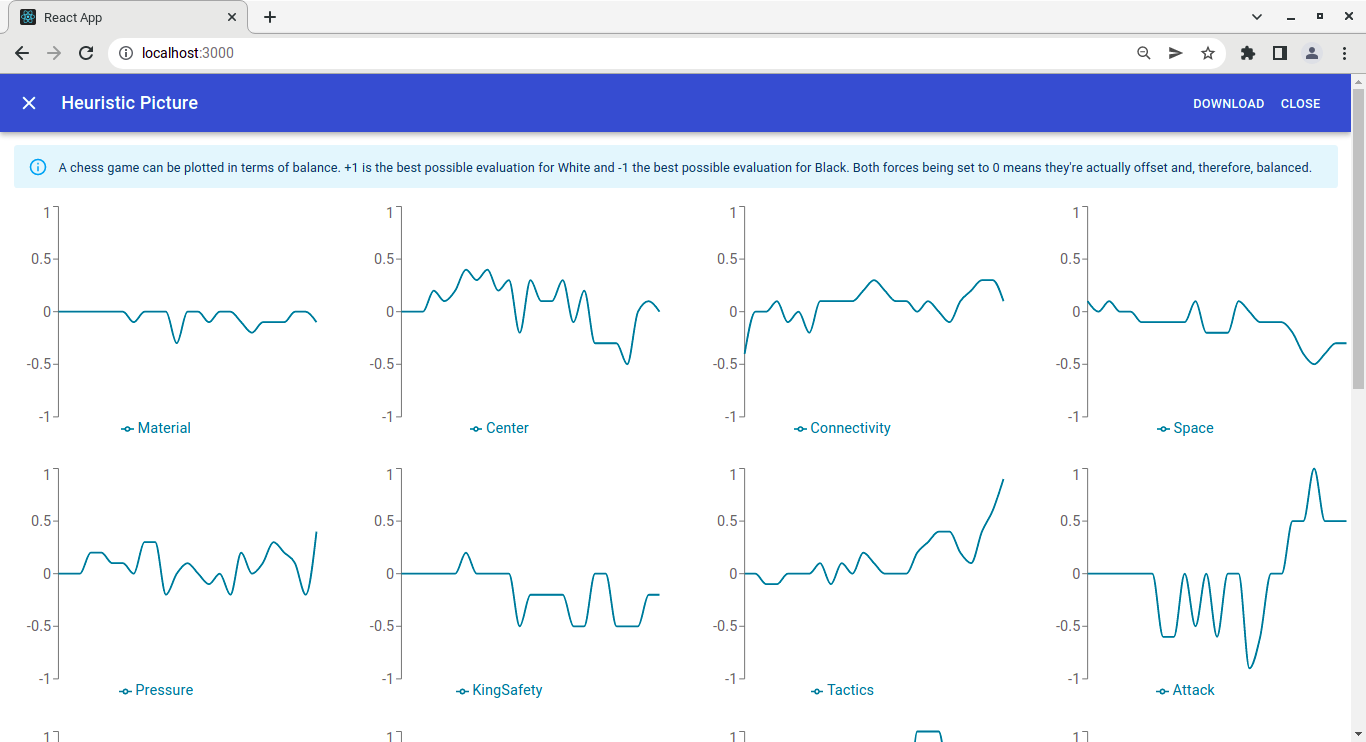 React App
localhost:3000
Heuristic Picture
DOWNLOAD CLOSE
A chess game can be plotted in terms of balance. +1 is the best possible evaluation for White and -1 the best possible evaluation for Black. Both forces being set to 0 means they're actually offset and, therefore, balanced.
1 1 1 1
0.5 0.5 0.5 0.5
0 0 0 0
-0.5 -0.5 -0.5 -0.5
-1 -1 -1 -1
Material Center Connectivity Space
1 1 1 1
0.5 0.5 0.5 0.5
0 0 0 0
-0.5 -0.5 -0.5 -0.5
-1 -1 -1 -1
Pressure KingSafety Tactics Attack
1 1 1 1